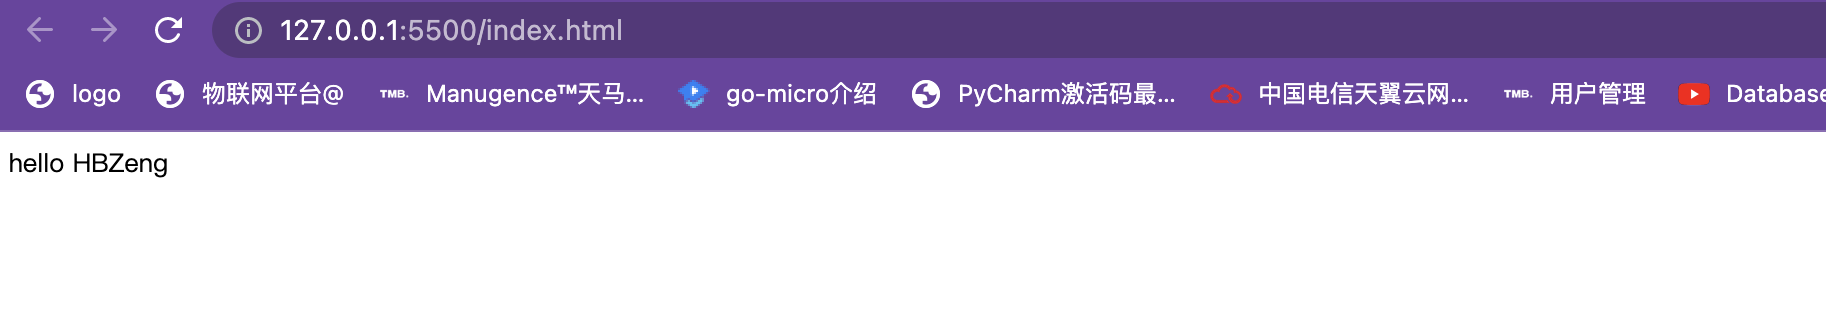 127.0.0.1:5500/index.html
logo 物联网平台@ TMB. Manugence™天马... go-micro介绍 PyCharm激活码最... 中国电信天翼云网... TMB. 用户管理 Database
hello HBZeng